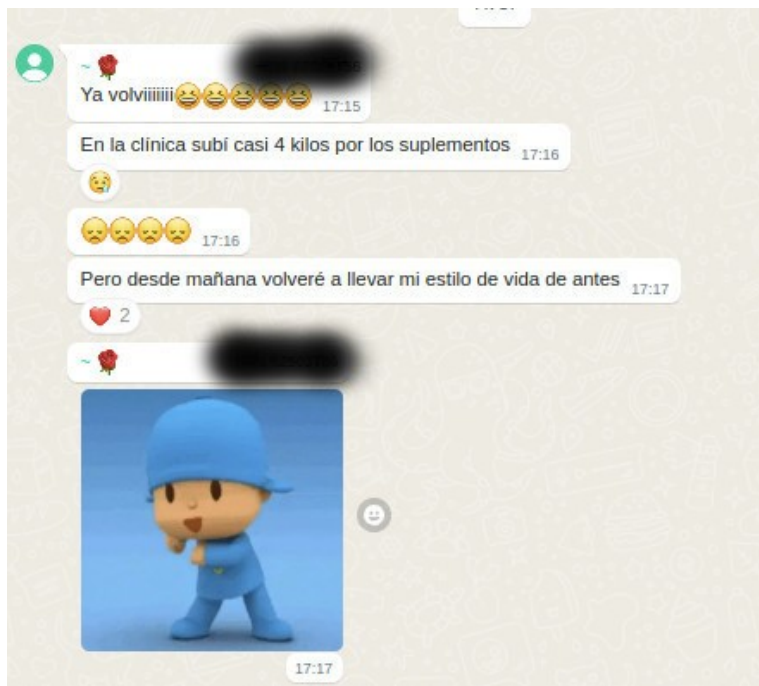 ~ 🌹
Ya volviiiiiii😆😆😆😆😆 17:15
En la clínica subí casi 4 kilos por los suplementos 17:16
😢
😞😞😞😞 17:16
Pero desde mañana volveré a llevar mi estilo de vida de antes 17:17
❤️ 2
~ 🌹
17:17